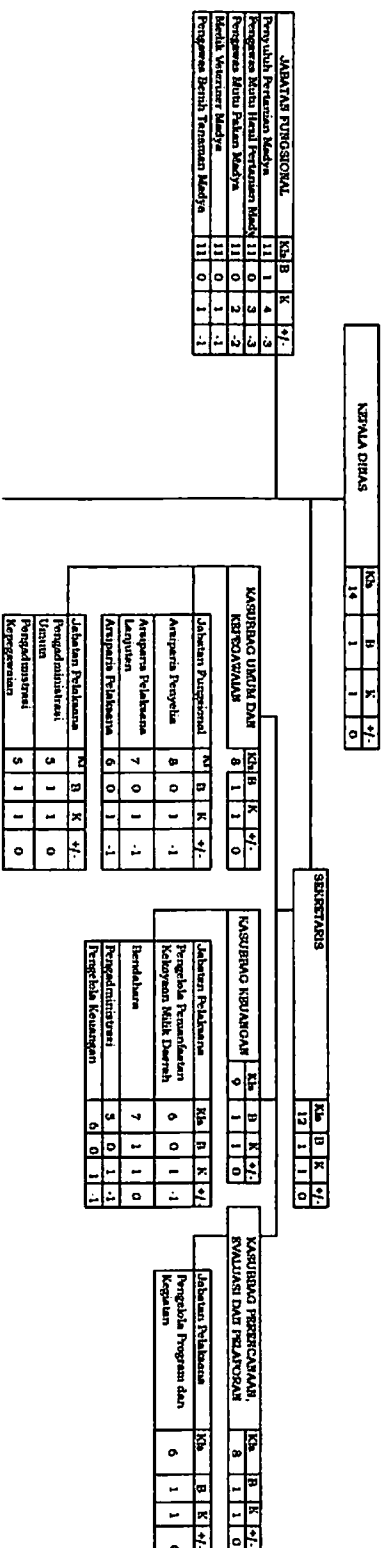 KEPALA DINAS Kls B K +/-
14 1 1 0
SEKRETARIS Kls B K +/-
12 1 1 0
JABATAN FUNGSIONAL Kls B K +/-
Penyuluh Pertanian Madya 11 1 4 -3
Pengawas Mutu Hasil Pertanian Mady 11 0 3 -3
Pengawas Mutu Pakan Madya 11 0 2 -2
Medik Veteriner Madya 11 0 1 -1
Pengawas Benih Tanaman Madya 11 0 1 -1
KASUBBAG UMUM DAN Kls B K +/-
KEPEGAWAIAN 8 1 1 0
Jabatan Fungsional Kl B K +/-
Arsiparis Penyelia 8 0 1 -1
Arsiparis Pelaksana
Lanjutan 7 0 1 -1
Arsiparis Pelaksana 6 0 1 -1
Jabatan Pelaksana Kl B K +/-
Pengadministrasi
Umum 5 1 1 0
Pengadministrasi
Kepegawaian 5 1 1 0
KASUBBAG KEUANGAN Kls B K +/-
9 1 1 0
Jabatan Pelaksana Kls B K +/-
Pengelola Pemanfaatan
Kekayaan Milik Daerah 6 0 1 -1
Bendahara 7 1 1 0
Pengadministrasi 5 0 1 -1
Pengelola Keuangan 6 0 1 -1
KASUBBAG PERENCANAAN, Kls B K +/-
EVALUASI DAN PELAPORAN 8 1 1 0
Jabatan Pelaksana Kls B K +/-
Pengelola Program dan
Kegiatan 6 1 1 0